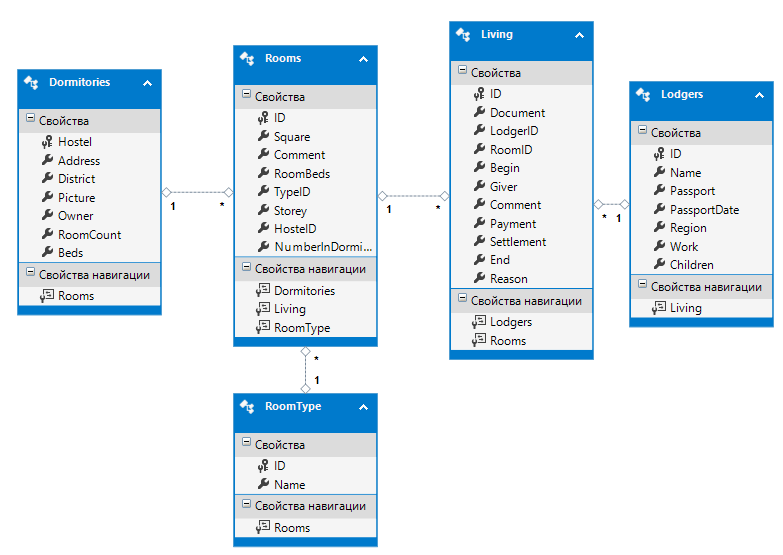 Dormitories
Свойства
Hostel
Address
District
Picture
Owner
RoomCount
Beds
Свойства навигации
Rooms
1
*
Rooms
Свойства
ID
Square
Comment
RoomBeds
TypeID
Storey
HostelID
NumberInDormi...
Свойства навигации
Dormitories
Living
RoomType
1
*
*
1
RoomType
Свойства
ID
Name
Свойства навигации
Rooms
Living
Свойства
ID
Document
LodgerID
RoomID
Begin
Giver
Comment
Payment
Settlement
End
Reason
Свойства навигации
Lodgers
Rooms
*
1
Lodgers
Свойства
ID
Name
Passport
PassportDate
Region
Work
Children
Свойства навигации
Living